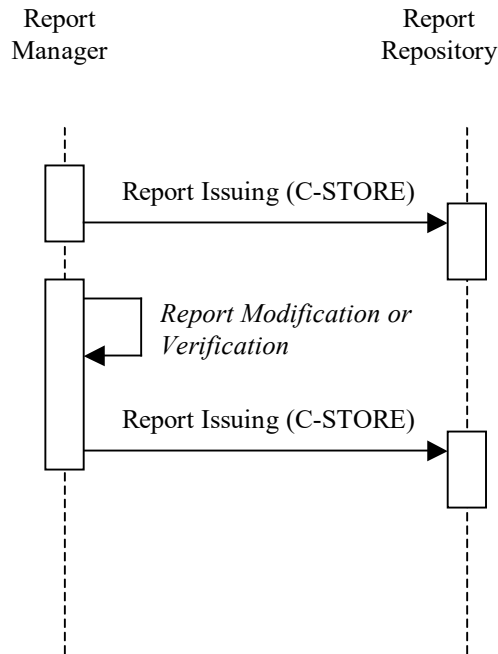 Report
Manager
Report
Repository
Report Issuing (C-STORE)
Report Modification or
Verification
Report Issuing (C-STORE)